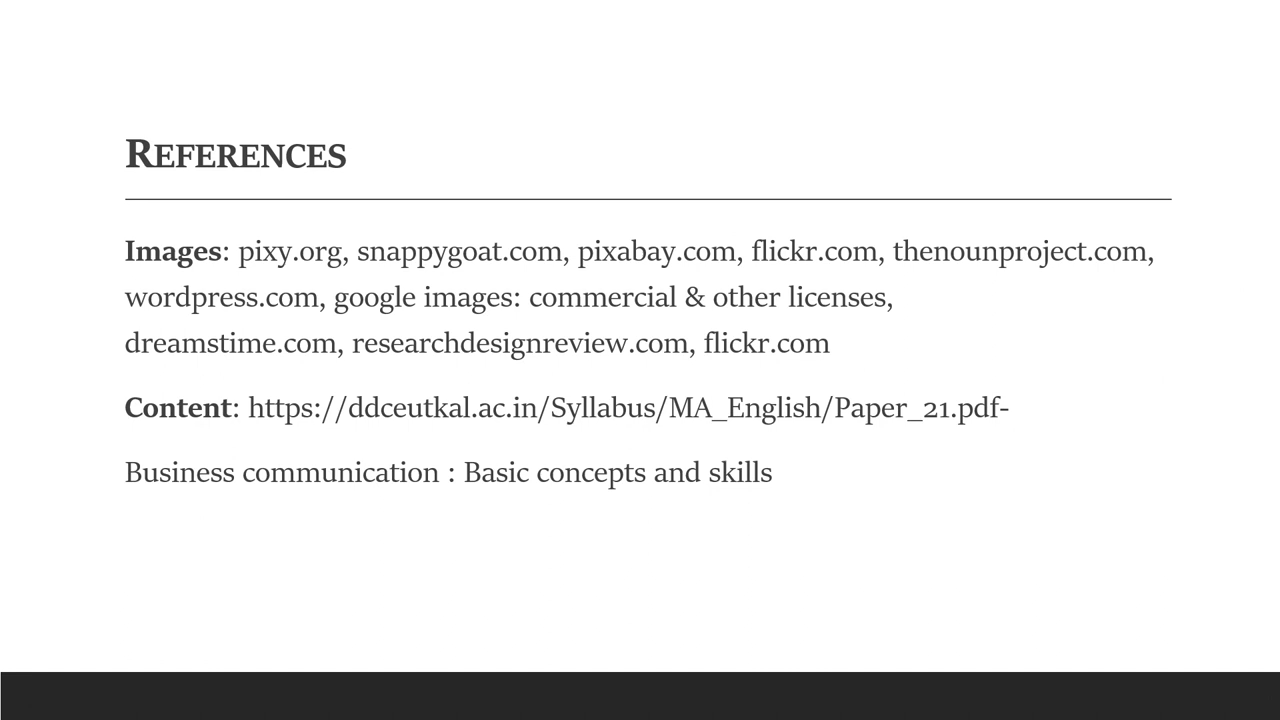 REFERENCES
Images: pixy.org, snappygoat.com, pixabay.com, flickr.com, thenounproject.com,
wordpress.com, google images: commercial & other licenses,
dreamstime.com, researchdesignreview.com, flickr.com
Content: https://ddceutkal.ac.in/Syllabus/MA_English/Paper_21.pdf-
Business communication : Basic concepts and skills